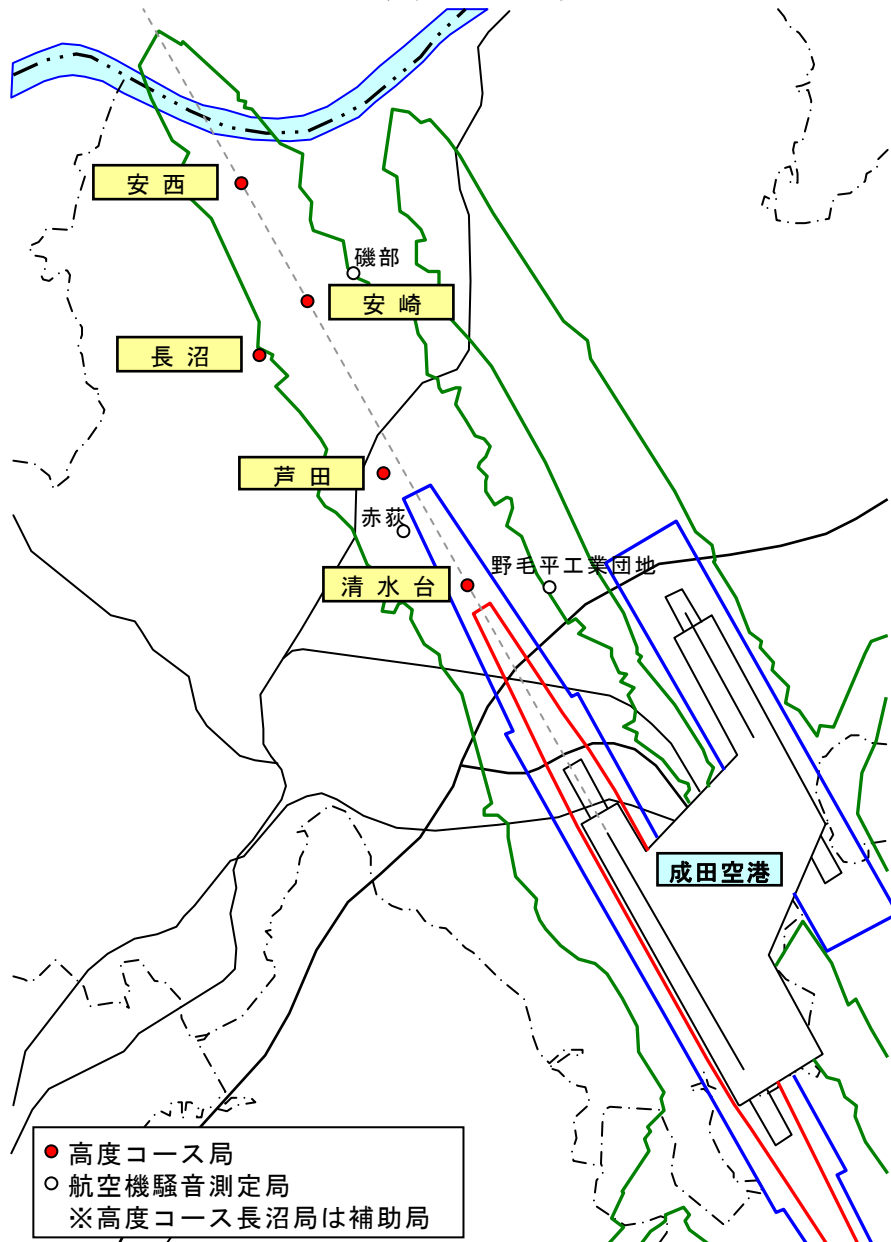 安西
磯部
安崎
長沼
芦田
赤荻
野毛平工業団地
清水台
成田空港
高度コース局
航空機騒音測定局
※高度コース長沼局は補助局